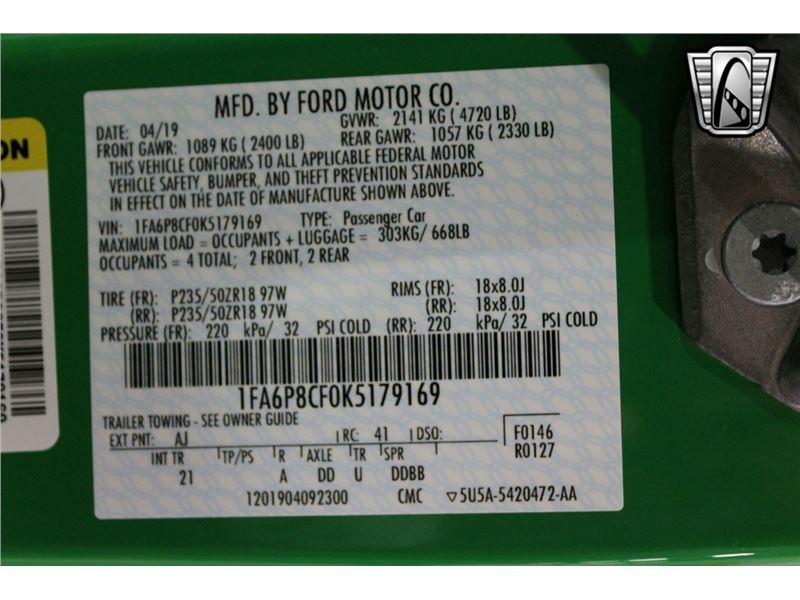 MFD. BY FORD MOTOR CO.
DATE: 04/19 GVWR: 2141 KG ( 4720 LB)
FRONT GAWR: 1089 KG ( 2400 LB) REAR GAWR: 1057 KG ( 2330 LB)
THIS VEHICLE CONFORMS TO ALL APPLICABLE FEDERAL MOTOR
VEHICLE SAFETY, BUMPER, AND THEFT PREVENTION STANDARDS
IN EFFECT ON THE DATE OF MANUFACTURE SHOWN ABOVE.
VIN: 1FA6P8CF0K5179169 TYPE: Passenger Car
MAXIMUM LOAD = OCCUPANTS + LUGGAGE = 303KG/ 668LB
OCCUPANTS = 4 TOTAL; 2 FRONT, 2 REAR
TIRE (FR): P235/50ZR18 97W RIMS (FR): 18x8.0J
(RR): P235/50ZR18 97W (RR): 18x8.0J
PRESSURE (FR): 220 kPa/ 32 PSI COLD (RR): 220 kPa/ 32 PSI COLD
1FA6P8CF0K5179169
TRAILER TOWING - SEE OWNER GUIDE
EXT PNT: AJ RC: 41 DSO: F0146
R0127
INT TR TP/PS R AXLE TR SPR
21 A DD U DDBB
1201904092300 CMC 5U5A-5420472-AA
ON